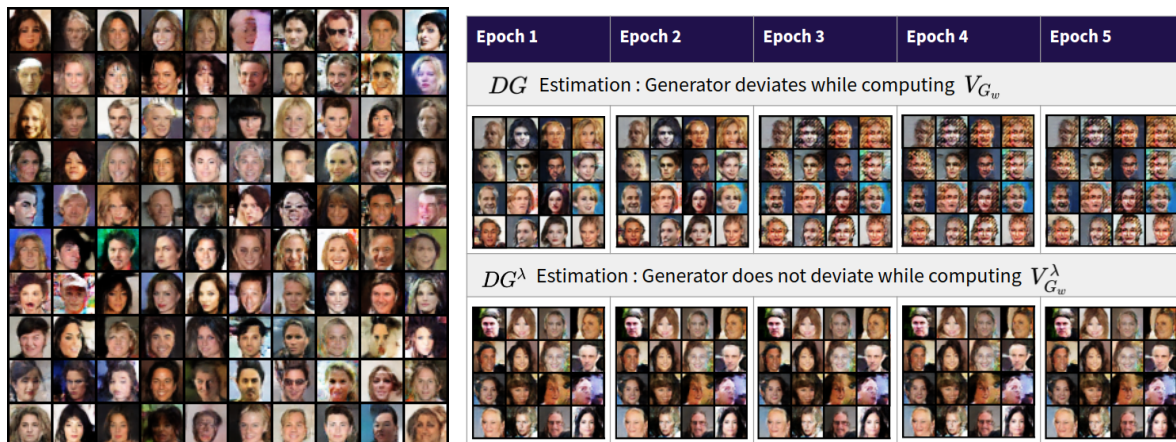 Epoch 1 Epoch 2 Epoch 3 Epoch 4 Epoch 5
DG Estimation : Generator deviates while computing V_{G_w}
DG^λ Estimation : Generator does not deviate while computing V^λ_{G_w}